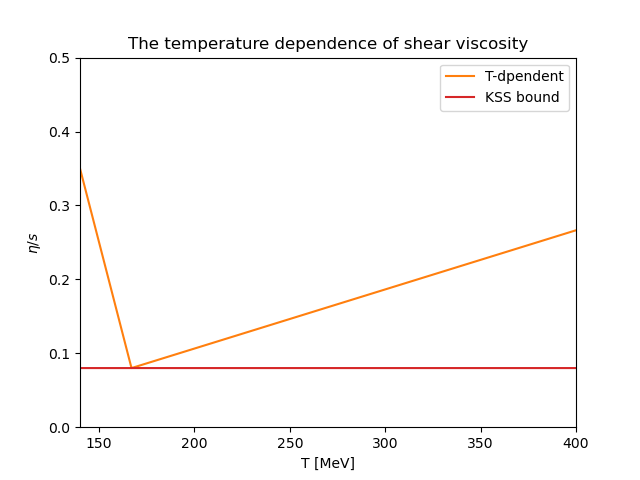 The temperature dependence of shear viscosity
T-dpendent
KSS bound
η/s
0.5
0.4
0.3
0.2
0.1
0.0
150 200 250 300 350 400
T [MeV]